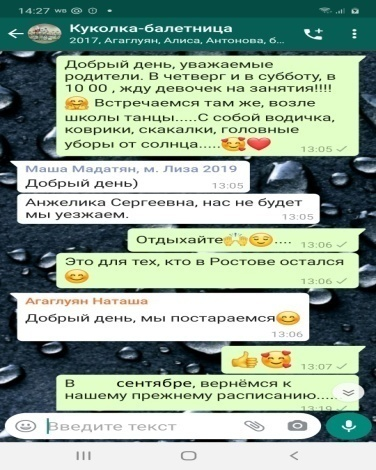 14:27 WB
Куколка-балетница
2017, Агаглуян, Алиса, Антонова, б...
Добрый день, уважаемые
родители. В четверг и в субботу, в
10 00 , жду девочек на занятия!!!!
🤗 Встречаемся там же, возле
школы танцы.....С собой водичка,
коврики, скакалки, головные
уборы от солнца.....🥰❤️
13:05
Маша Мадатян, м. Лиза 2019
Добрый день)
13:05
Анжелика Сергеевна, нас не будет
мы уезжаем.
13:05
Отдыхайте🙌😉....
13:06
Это для тех, кто в Ростове остался
😊
13:06
Агаглуян Наташа
Добрый день, мы постараемся😊
13:06
👍🥰
13:07
В сентябре, вернёмся к
нашему прежнему расписанию.....
13:19
Введите текст